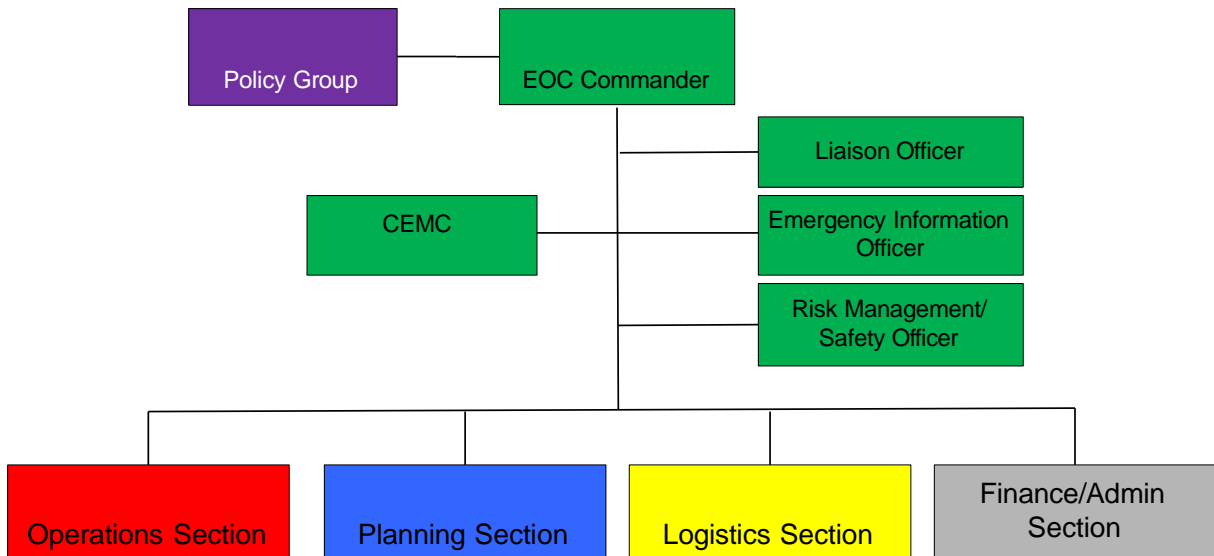 Policy Group
EOC Commander
Liaison Officer
CEMC
Emergency Information
Officer
Risk Management/
Safety Officer
Operations Section
Planning Section
Logistics Section
Finance/Admin
Section